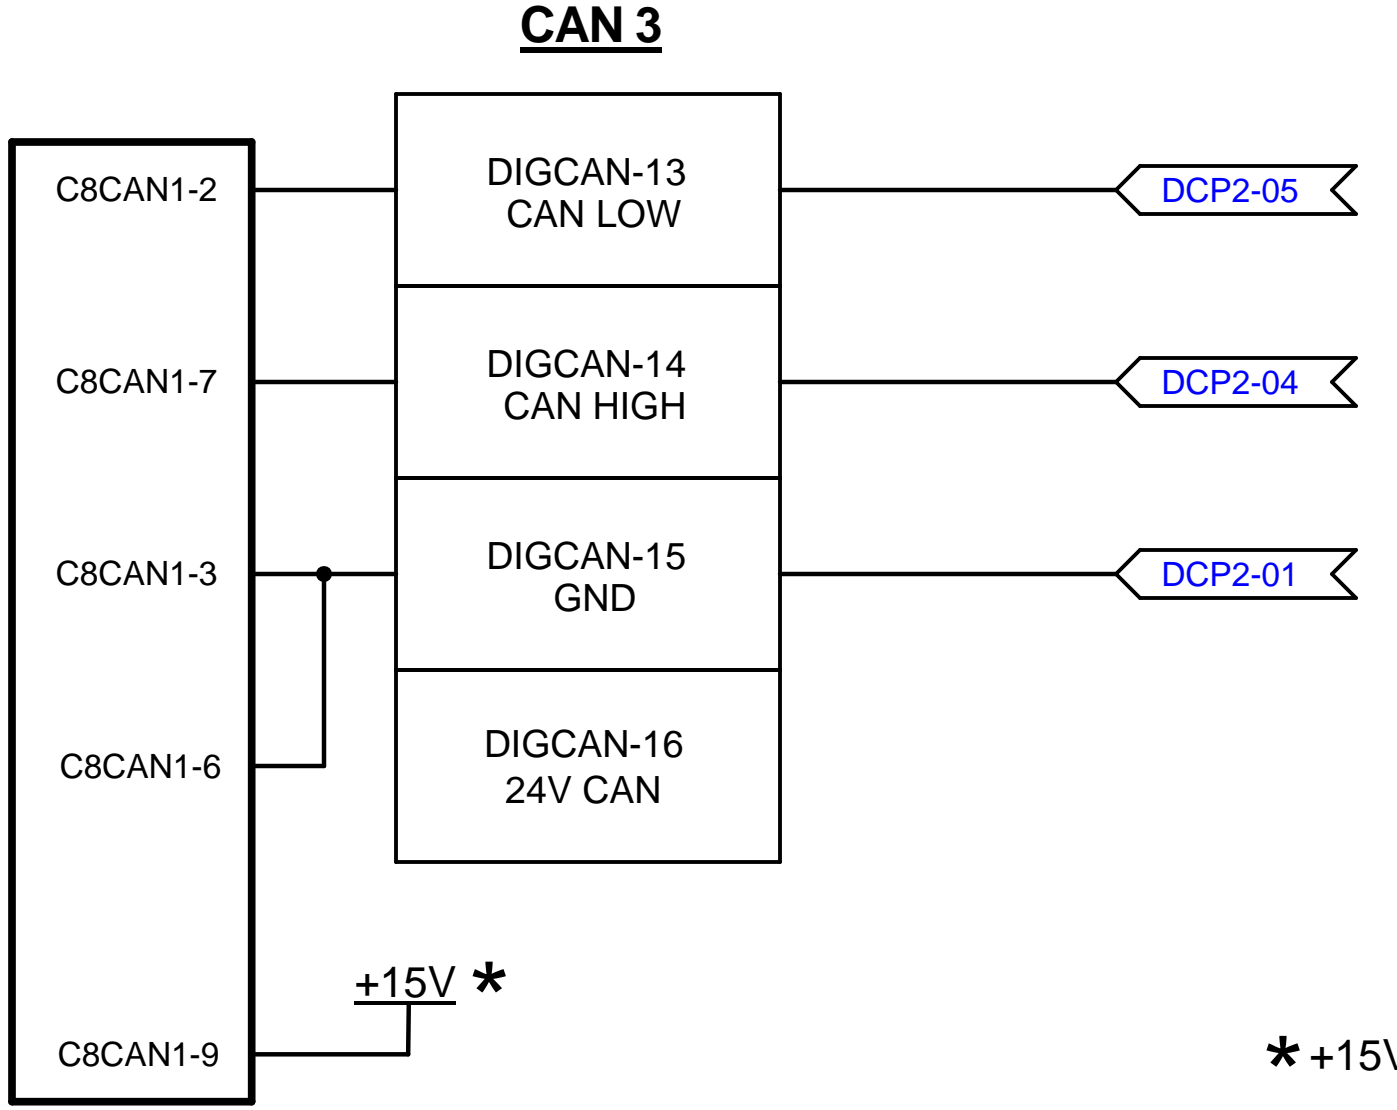 CAN 3
C8CAN1-2
DIGCAN-13
CAN LOW
DCP2-05
C8CAN1-7
DIGCAN-14
CAN HIGH
DCP2-04
C8CAN1-3
DIGCAN-15
GND
DCP2-01
C8CAN1-6
DIGCAN-16
24V CAN
+15V *
C8CAN1-9
* +15V